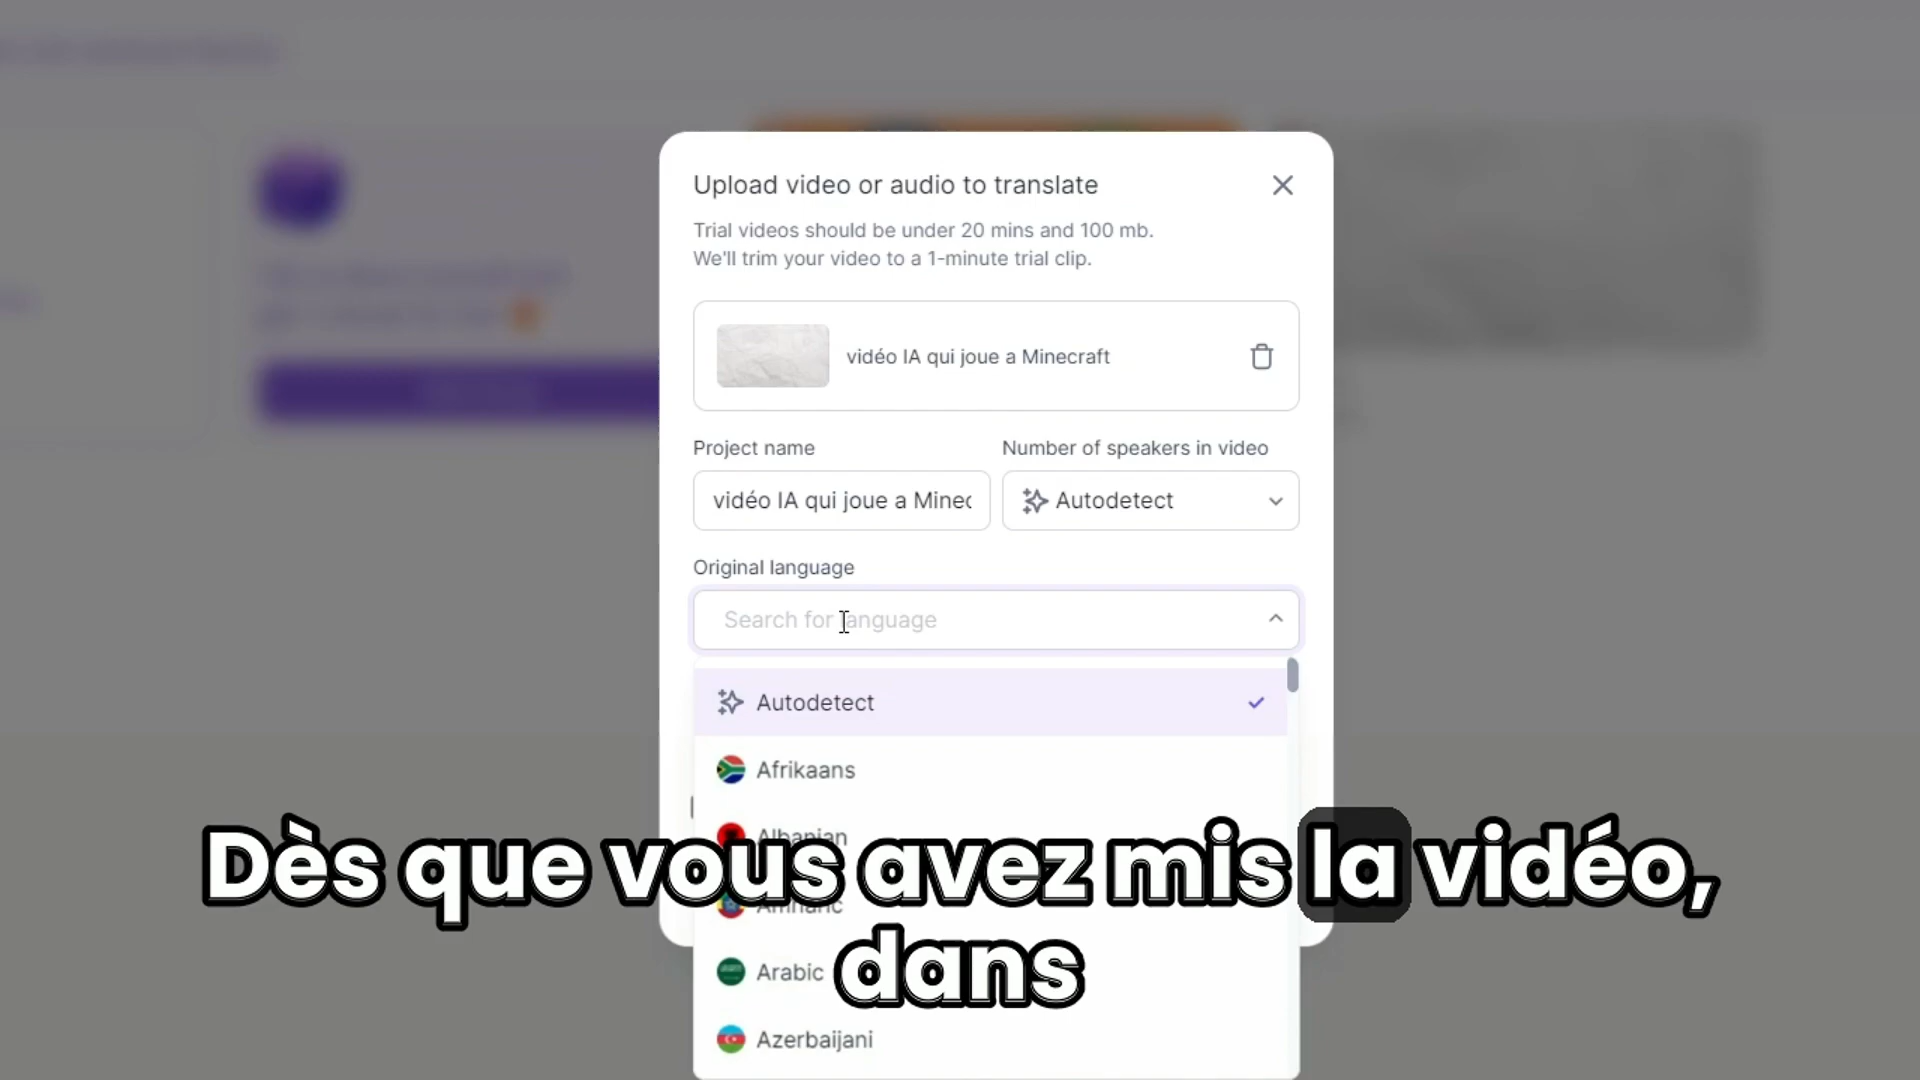 Upload video or audio to translate
Trial videos should be under 20 mins and 100 mb.
We'll trim your video to a 1-minute trial clip.
vidéo IA qui joue a Minecraft
Project name
Number of speakers in video
vidéo IA qui joue a Minec
Autodetect
Original language
Search for language
Autodetect
Afrikaans
Albanian
Amharic
Dès que vous avez mis la vidéo,
dans
Arabic
Azerbaijani